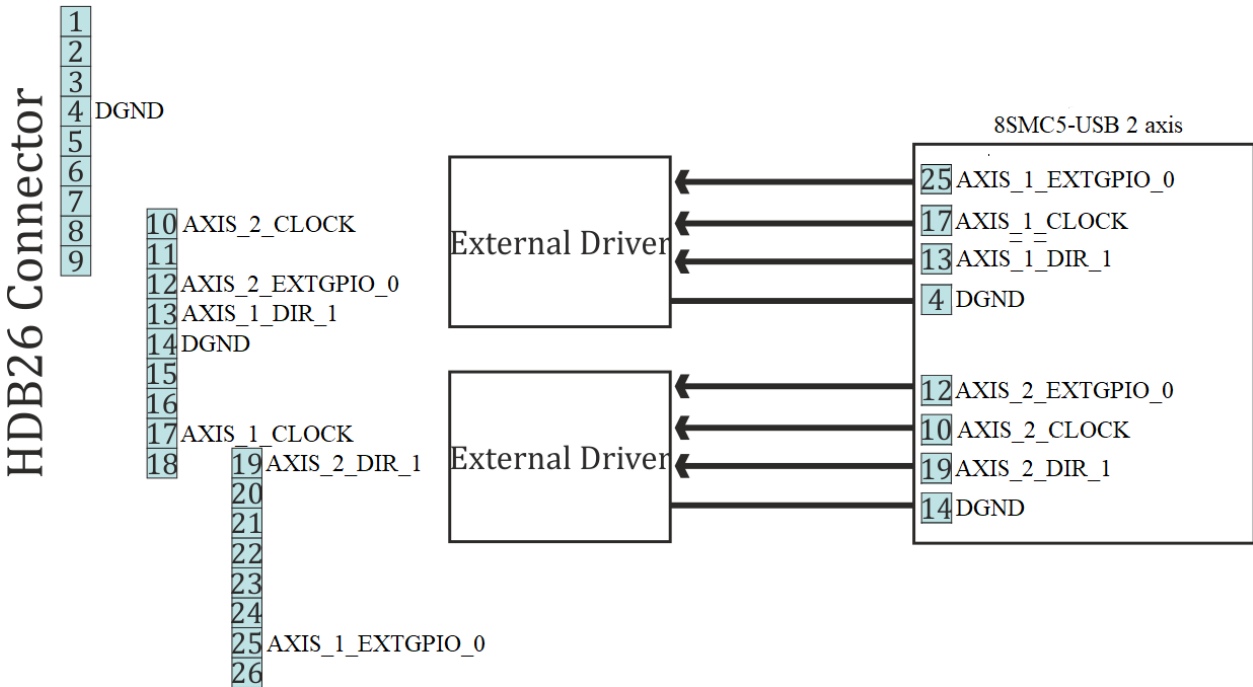 HDB26 Connector
1
2
3
4 DGND
5
6
7
8
9
10 AXIS_2_CLOCK
11
12 AXIS_2_EXTGPIO_0
13 AXIS_1_DIR_1
14 DGND
15
16
17 AXIS_1_CLOCK
18
19 AXIS_2_DIR_1
20
21
22
23
24
25 AXIS_1_EXTGPIO_0
26
External Driver
External Driver
8SMC5-USB 2 axis
25 AXIS_1_EXTGPIO_0
17 AXIS_1_CLOCK
13 AXIS_1_DIR_1
4 DGND
12 AXIS_2_EXTGPIO_0
10 AXIS_2_CLOCK
19 AXIS_2_DIR_1
14 DGND